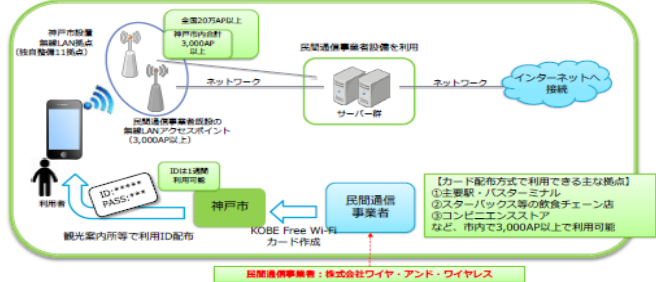 全国20万AP以上
神戸市内合計
3,000AP
以上
神戸市設置
無線LAN拠点
(独自整備11拠点)
民間通信事業者設備を利用
ネットワーク
ネットワーク
インターネットへ
接続
サーバー群
民間通信事業者既設の
無線LANアクセスポイント
(3,000AP以上)
IDは1週間
利用可能
ID:*****
PASS:***
利用者
神戸市
民間通信
事業者
KOBE Free Wi-Fi
カード作成
観光案内所等で利用ID配布
【カード配布方式で利用できる主な拠点】
①主要駅・バスターミナル
②スターバックス等の飲食チェーン店
③コンビニエンスストア
など、市内で3,000AP以上で利用可能
民間通信事業者：株式会社ワイヤ・アンド・ワイヤレス